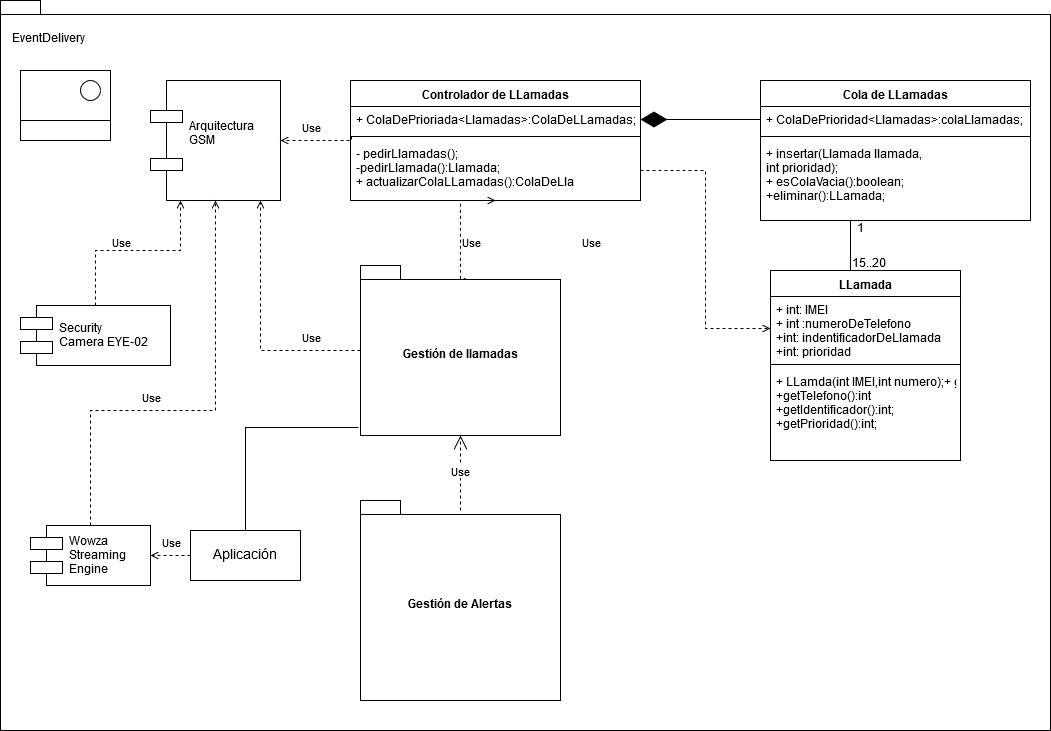 EventDelivery
Arquitectura
GSM
Use
Controlador de LLamadas
+ ColaDePrioriada<Llamadas>:ColaDeLLamadas;
- pedirLlamadas();
-pedirLlamada():Llamada;
+ actualizarColaLLamadas():ColaDeLla
Cola de LLamadas
+ ColaDePrioridad<Llamadas>:colaLlamadas;
+ insertar(Llamada llamada,
int prioridad);
+ esColaVacia():boolean;
+eliminar():LLamada;
1
15..20
Use
Use
Use
LLamada
+ int: IMEI
+ int :numeroDeTelefono
+int: indentificadorDeLlamada
+int: prioridad
+ LLamda(int IMEI,int numero);+
+getTelefono():int
+getIdentificador():int;
+getPrioridad():int;
Security
Camera EYE-02
Use
Gestión de llamadas
Use
Use
Wowza
Streaming
Engine
Use
Aplicación
Gestión de Alertas